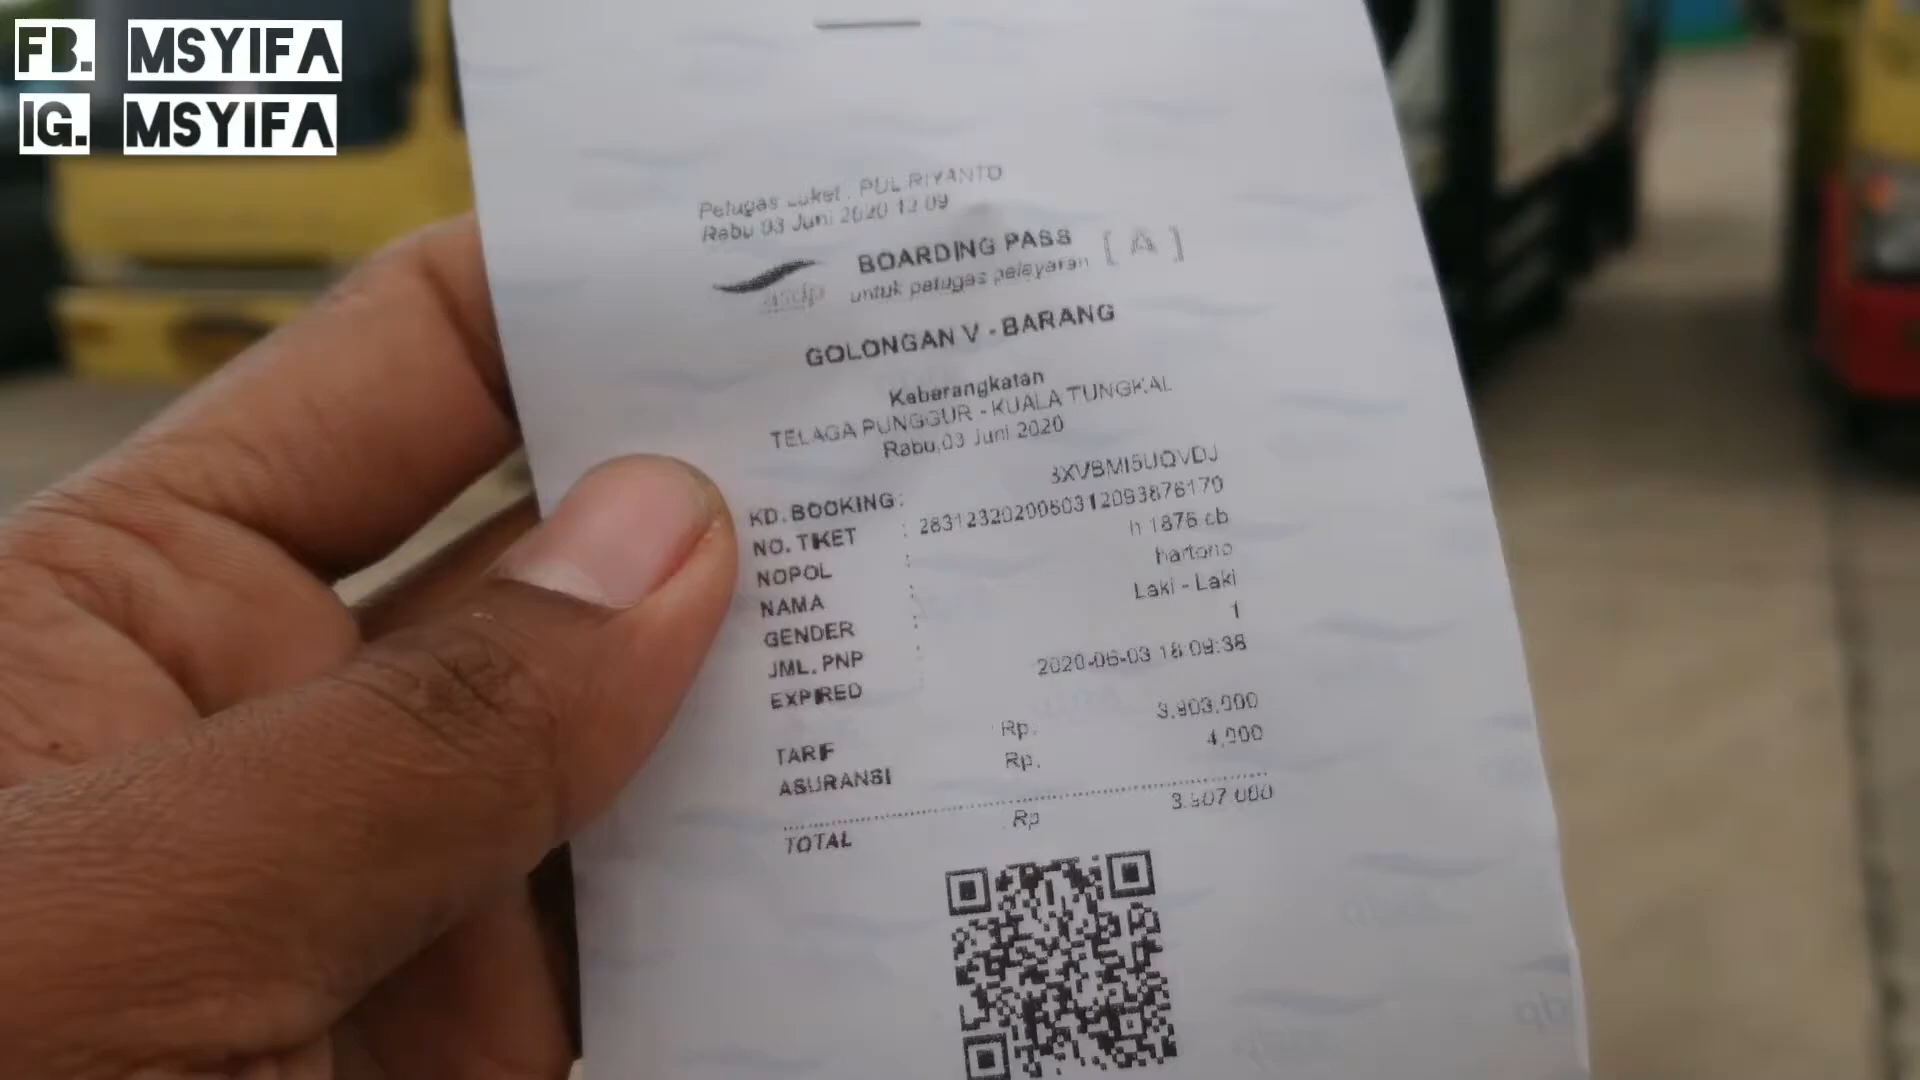 FB. MSYIFA
IG. MSYIFA
Petugas Loket : PUL RIYANTO
Rabu 03 Juni 2020 12 09
BOARDING PASS [ A ]
asdp untuk petugas pelayaran
GOLONGAN V - BARANG
Keberangkatan
TELAGA PUNGGUR - KUALA TUNGKAL
Rabu,03 Juni 2020
KD. BOOKING : 3XVBMI5UQVDJ
NO. TIKET : 2831232020060312093876170
NOPOL : h 1876 cb
NAMA : hartono
GENDER : Laki - Laki
JML. PNP 1
EXPIRED 2020-06-03 18:09:38
TARIF Rp. 3.903.000
ASURANSI Rp. 4,000
TOTAL Rp 3.907 000